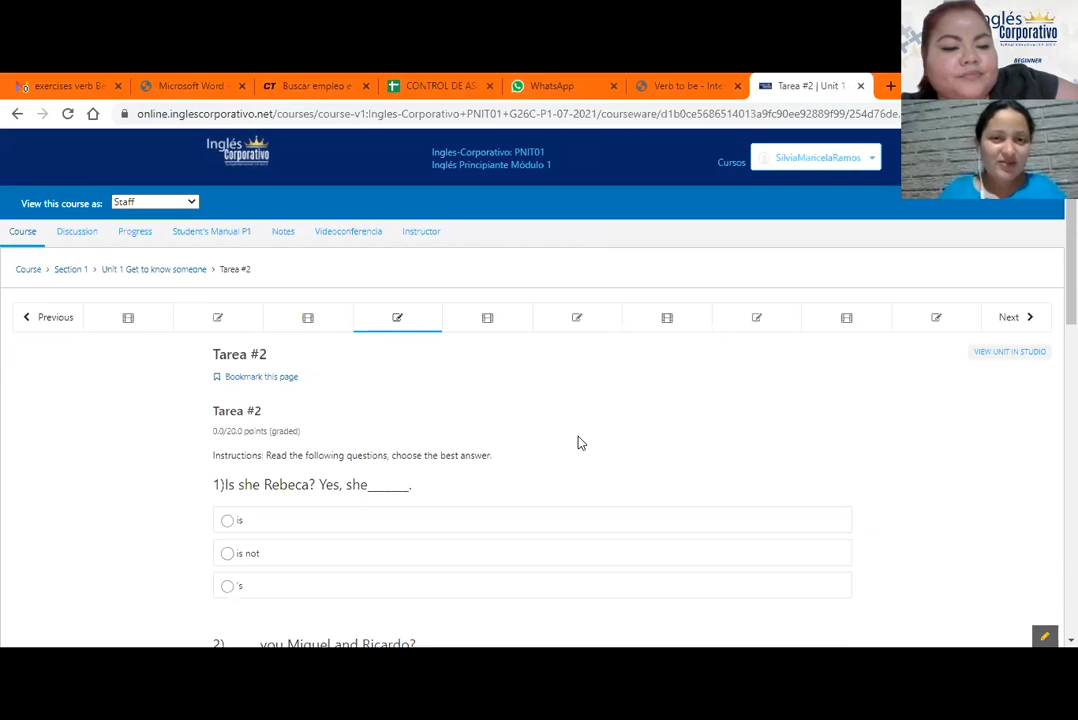 Inglés
Corporativo
BEGINNER
exercises verb Be
Microsoft Word -
CT Buscar empleo e
CONTROL DE AS
WhatsApp
Verb to be - Inte
Tarea #2 | Unit 1
online.inglescorporativo.net/courses/course-v1:Ingles-Corporativo+PNIT01+G26C-P1-07-2021/courseware/d1b0ce5686514013a9fc90ee92889f99/254d76de
Inglés
Corporativo
Ingles-Corporativo: PNIT01
Inglés Principiante Módulo 1
Cursos
SilviaMaricelaRamos
View this course as:
Staff
Course
Discussion
Progress
Student's Manual P1
Notes
Videoconferencia
Instructor
Course > Section 1 > Unit 1 Get to know someone > Tarea #2
Previous
Next
Tarea #2
VIEW UNIT IN STUDIO
Bookmark this page
Tarea #2
0.0/20.0 points (graded)
Instructions: Read the following questions, choose the best answer.
1)Is she Rebeca? Yes, she______.
is
is not
's
2)____ you Miguel and Ricardo?